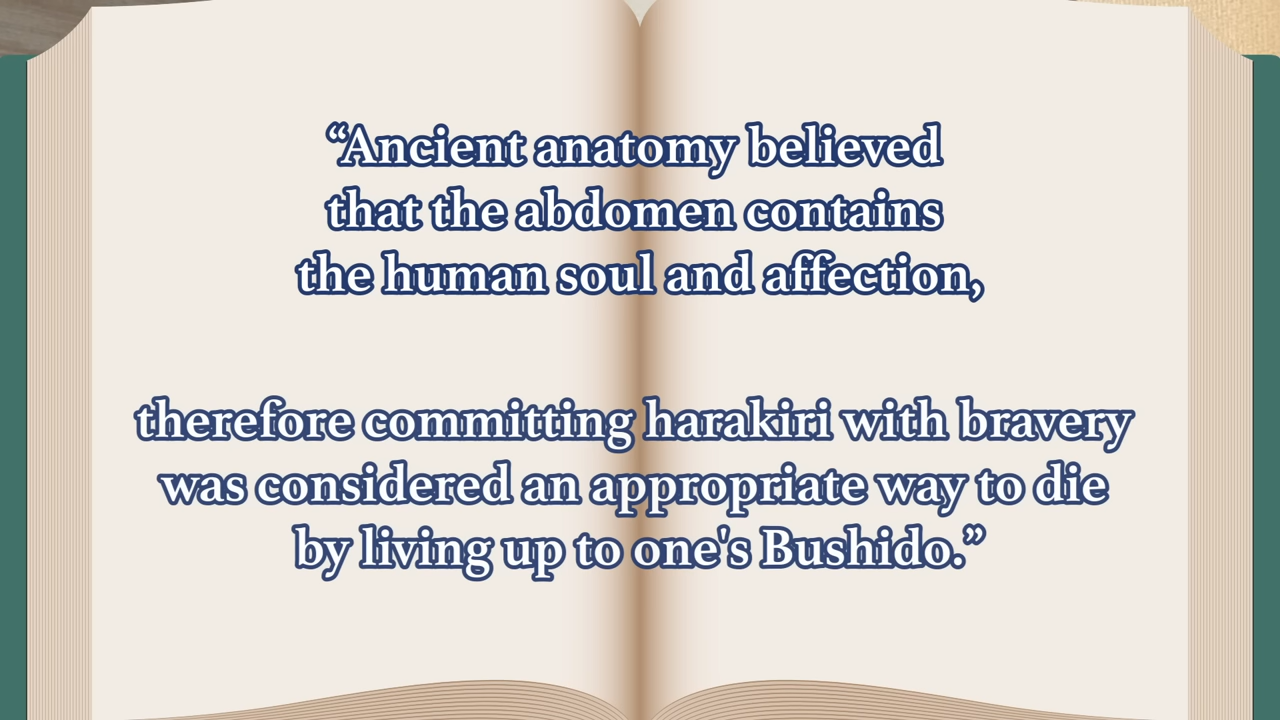 “Ancient anatomy believed
that the abdomen contains
the human soul and affection,
therefore committing harakiri with bravery
was considered an appropriate way to die
by living up to one's Bushido.”